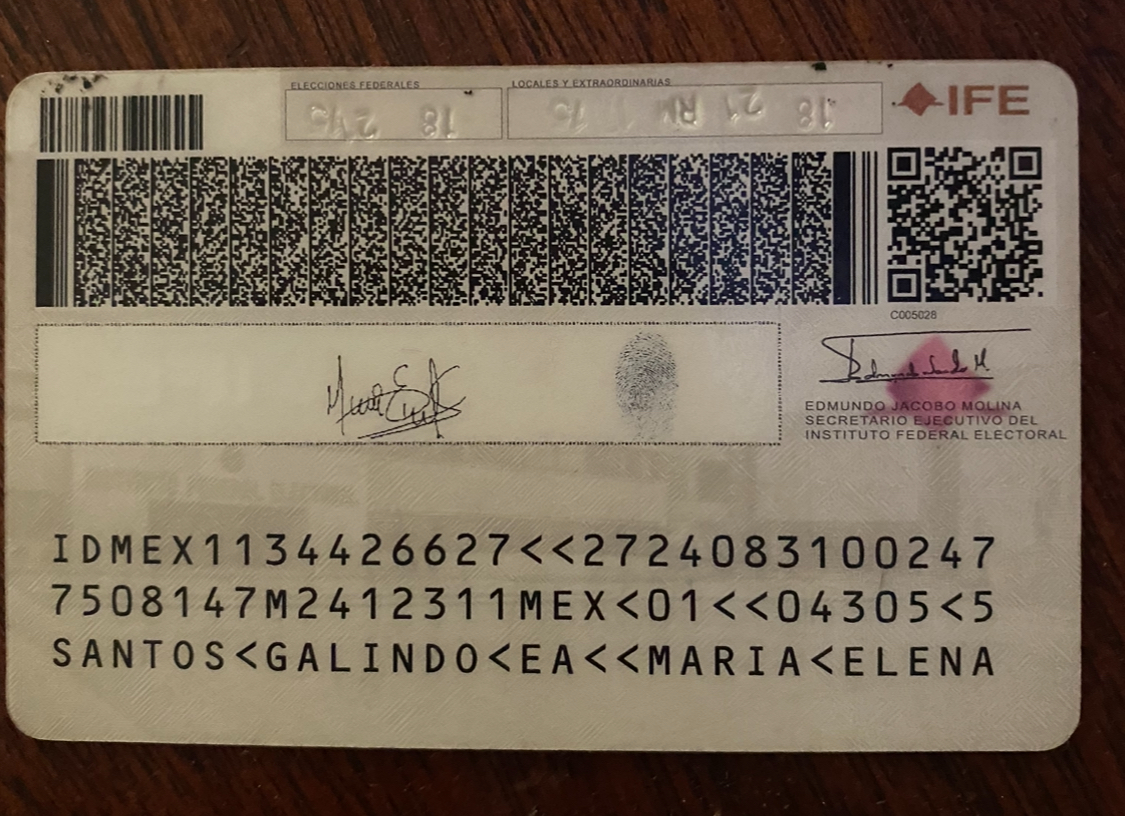 ELECCIONES FEDERALES
LOCALES Y EXTRAORDINARIAS
IFE
C005028
EDMUNDO JACOBO MOLINA
SECRETARIO EJECUTIVO DEL
INSTITUTO FEDERAL ELECTORAL
IDMEX1134426627<<2724083100247
7508147M2412311MEX<01<<04305<5
SANTOS<GALINDO<EA<<MARIA<ELENA